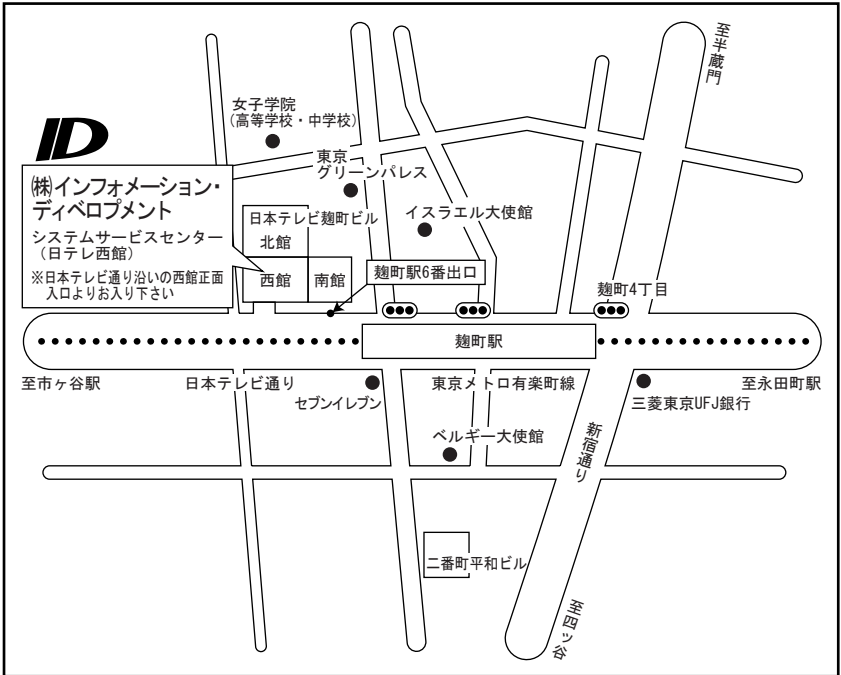 至半蔵門
女子学院
(高等学校・中学校)
ID
東京
グリーンパレス
㈱インフォメーション・
ディベロプメント
システムサービスセンター
(日テレ西館)
※日本テレビ通り沿いの西館正面
入口よりお入り下さい
日本テレビ麹町ビル
北館
イスラエル大使館
西館
南館
麹町駅6番出口
麹町4丁目
麹町駅
至市ヶ谷駅
日本テレビ通り
セブンイレブン
東京メトロ有楽町線
三菱東京UFJ銀行
至永田町駅
ベルギー大使館
新宿通り
二番町平和ビル
至四ッ谷